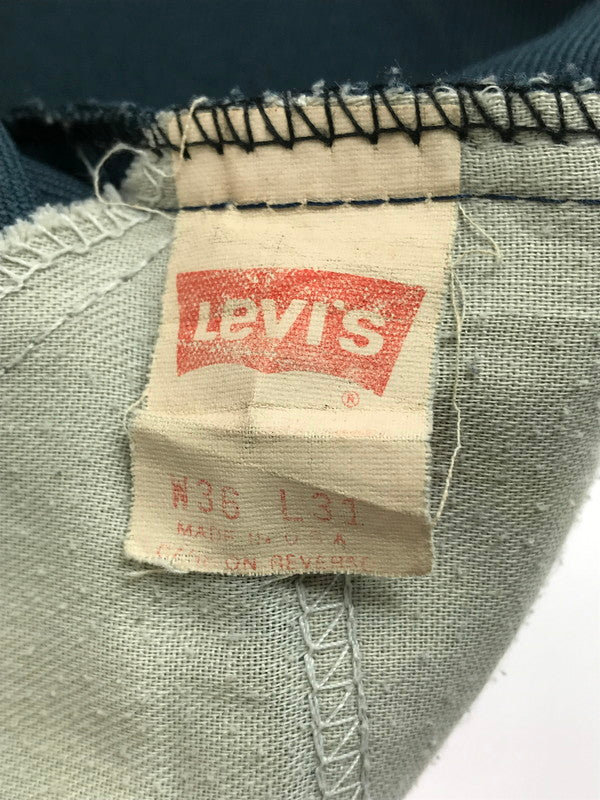 Levi's
®
W36 L31
MADE IN U.S.A
CARE ON REVERSE